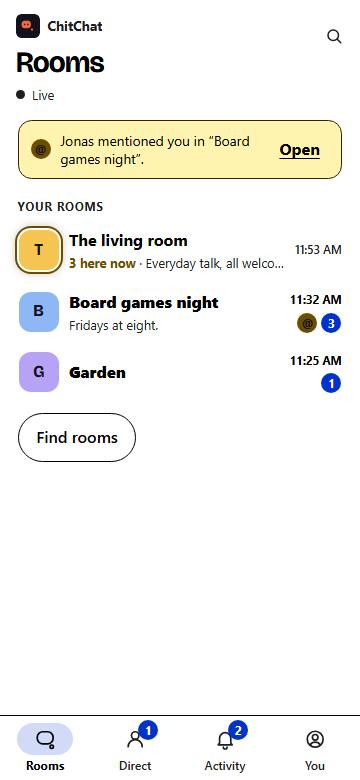 ChitChat
Rooms
Live
@ Jonas mentioned you in “Board games night”. Open
YOUR ROOMS
T The living room 11:53 AM
3 here now · Everyday talk, all welco...
B Board games night 11:32 AM
Fridays at eight. @ 3
G Garden 11:25 AM
1
Find rooms
1 2
Rooms Direct Activity You